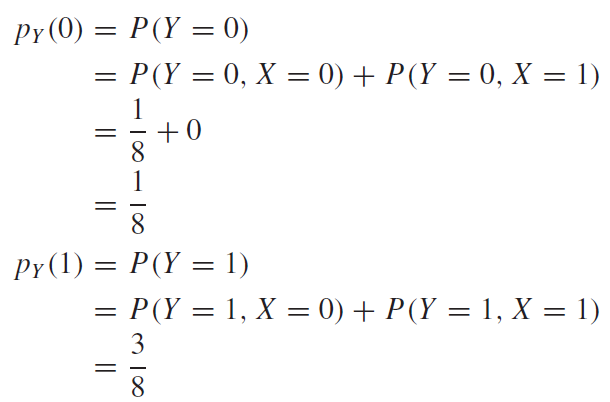 p_Y(0) = P(Y = 0)
= P(Y = 0, X = 0) + P(Y = 0, X = 1)
= 1/8 + 0
= 1/8
p_Y(1) = P(Y = 1)
= P(Y = 1, X = 0) + P(Y = 1, X = 1)
= 3/8